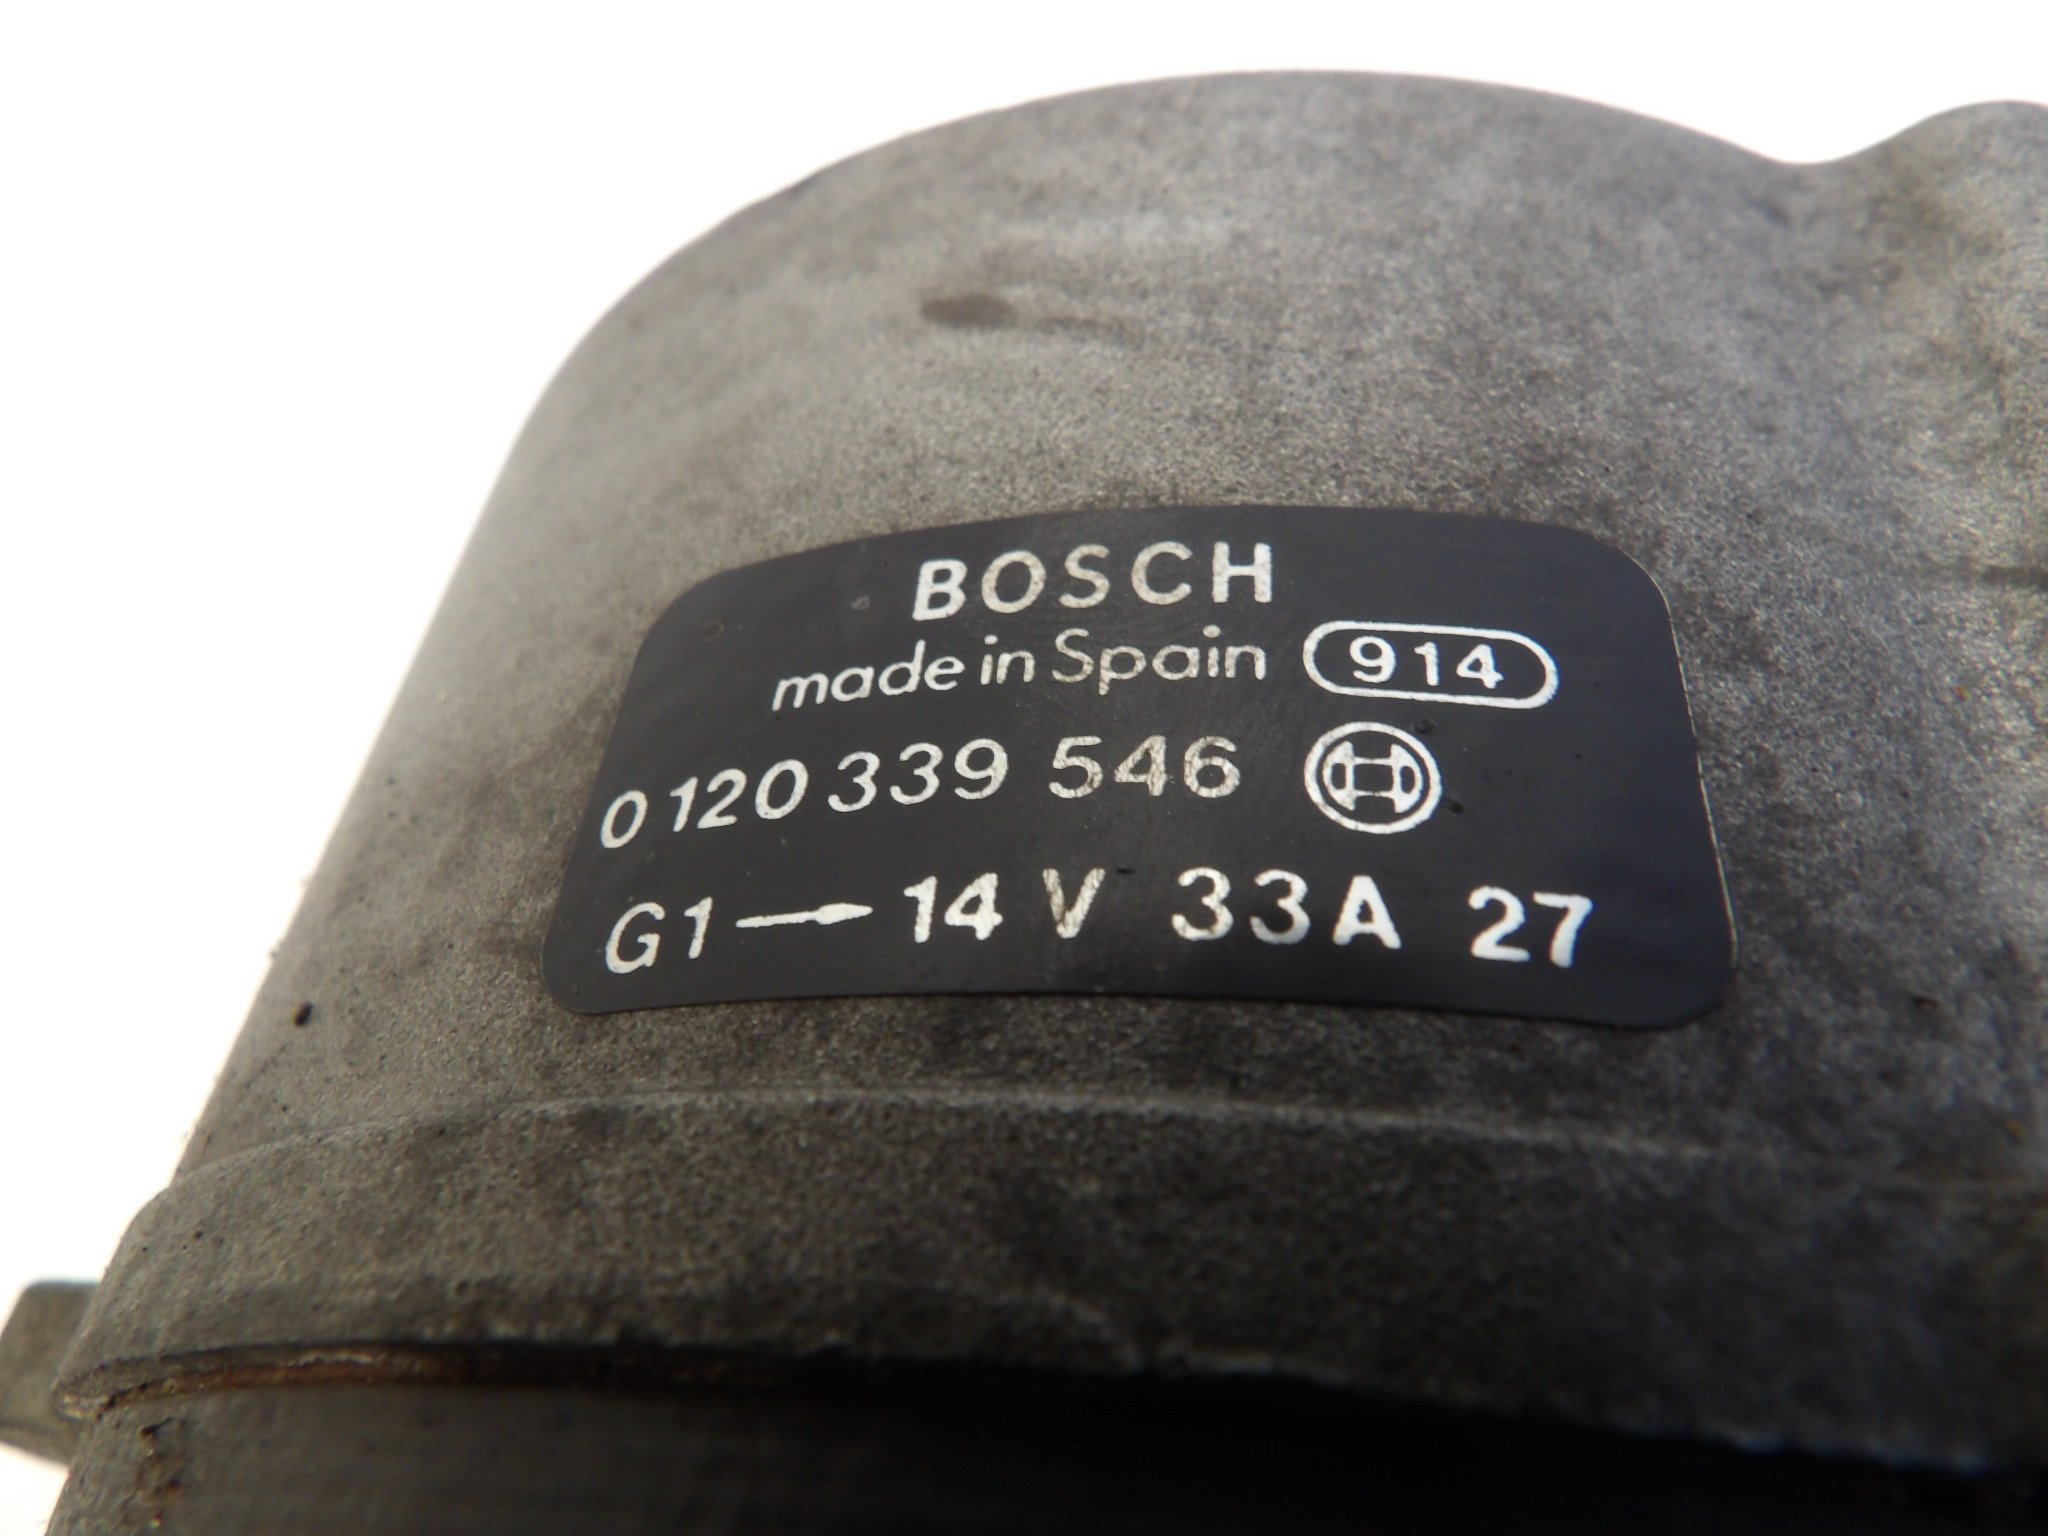 BOSCH
made in Spain 914
0 120 339 546
G1 → 14 V 33A 27